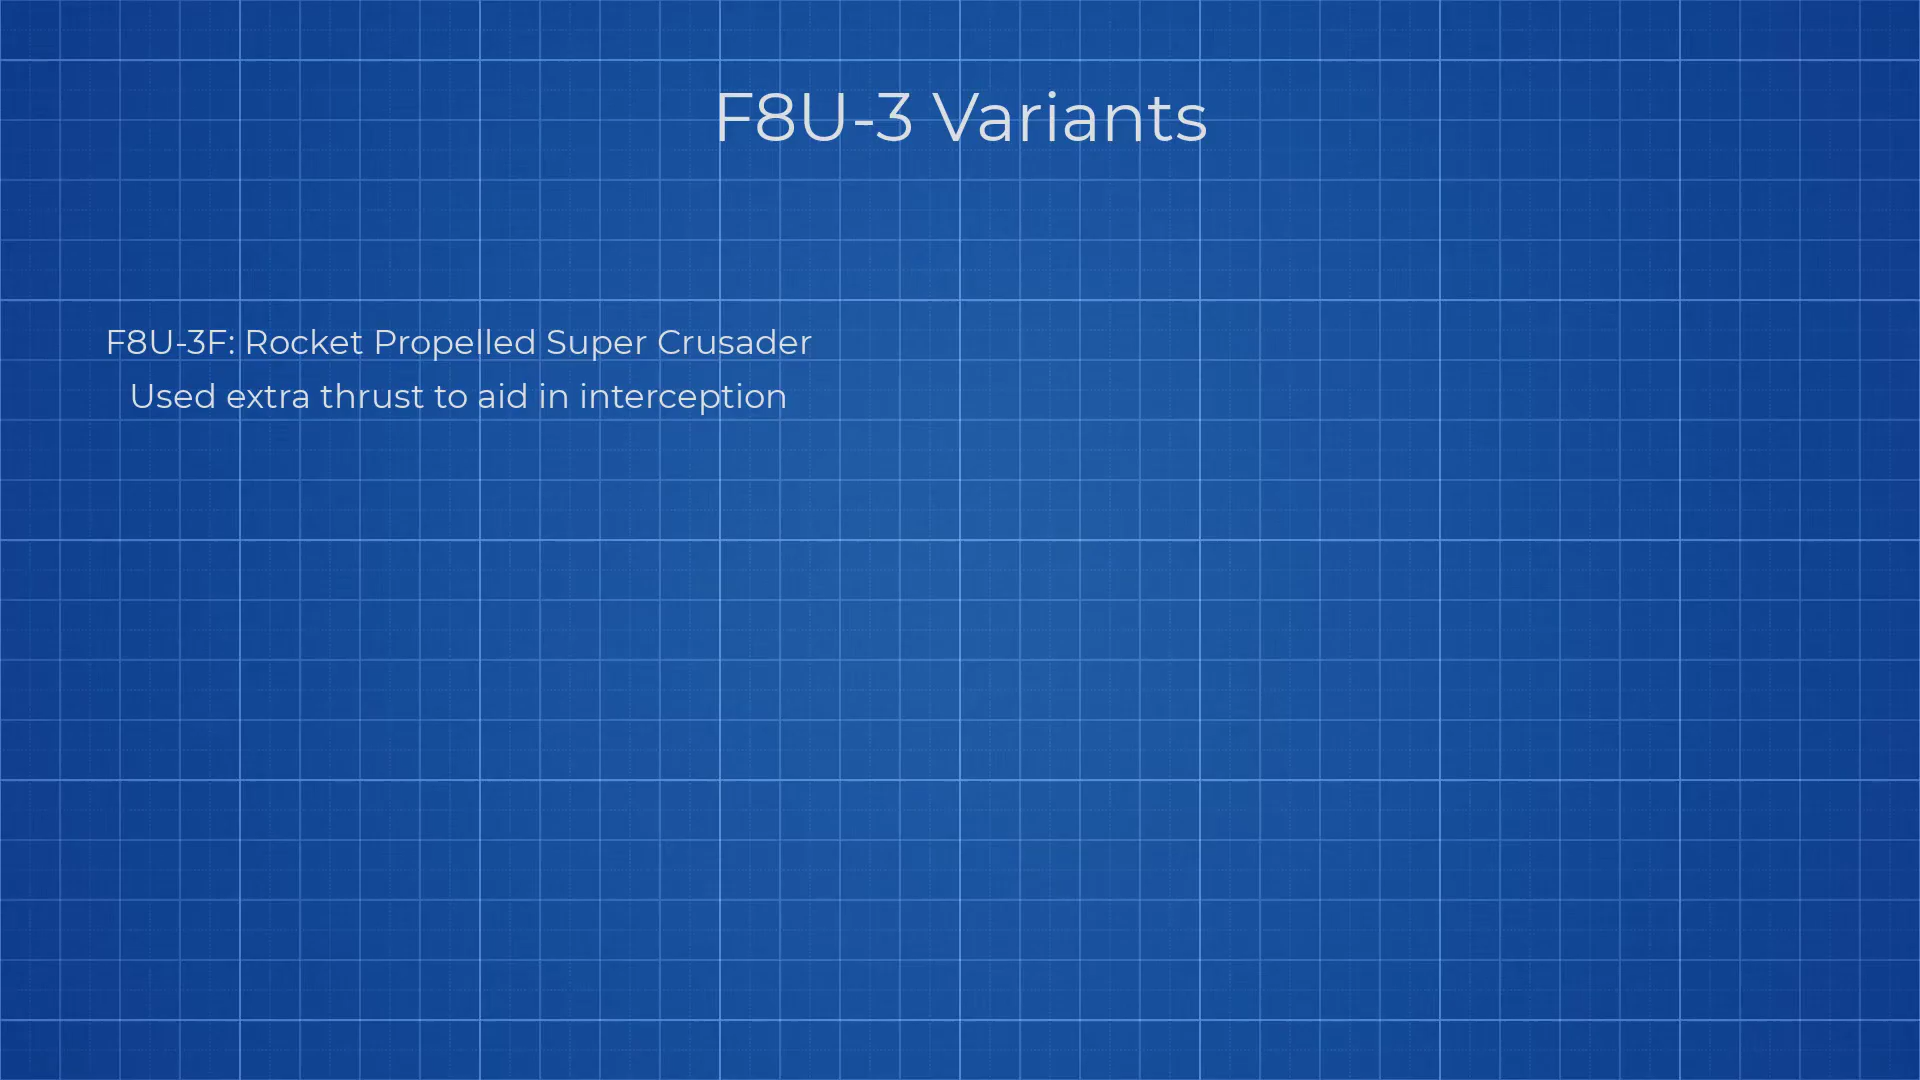 F8U-3 Variants
F8U-3F: Rocket Propelled Super Crusader
Used extra thrust to aid in interception